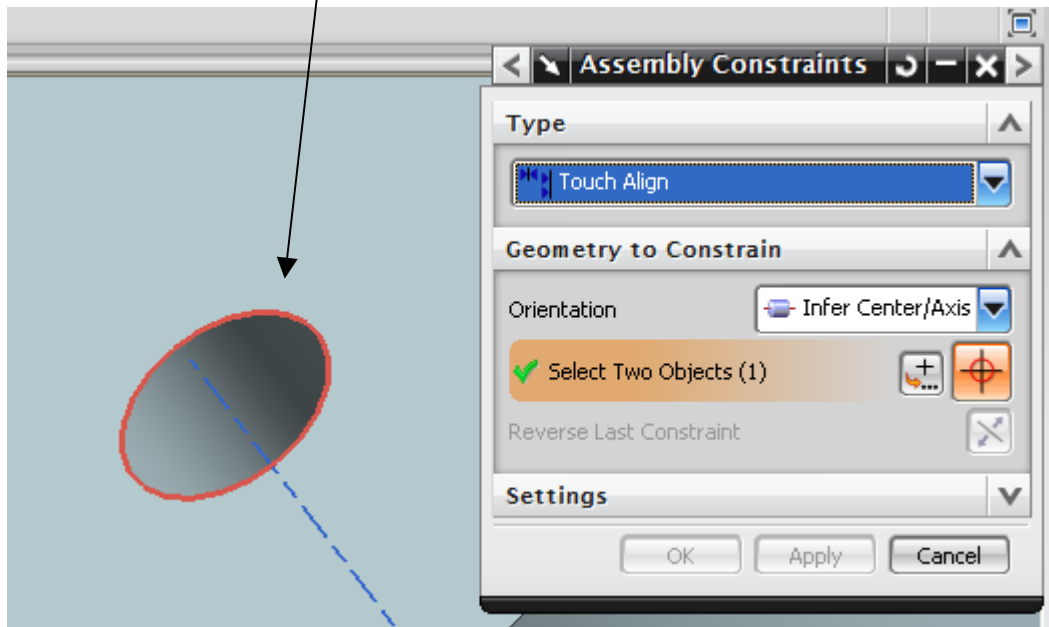 Assembly Constraints
Type
Touch Align
Geometry to Constrain
Orientation Infer Center/Axis
Select Two Objects (1)
Reverse Last Constraint
Settings
OK Apply Cancel